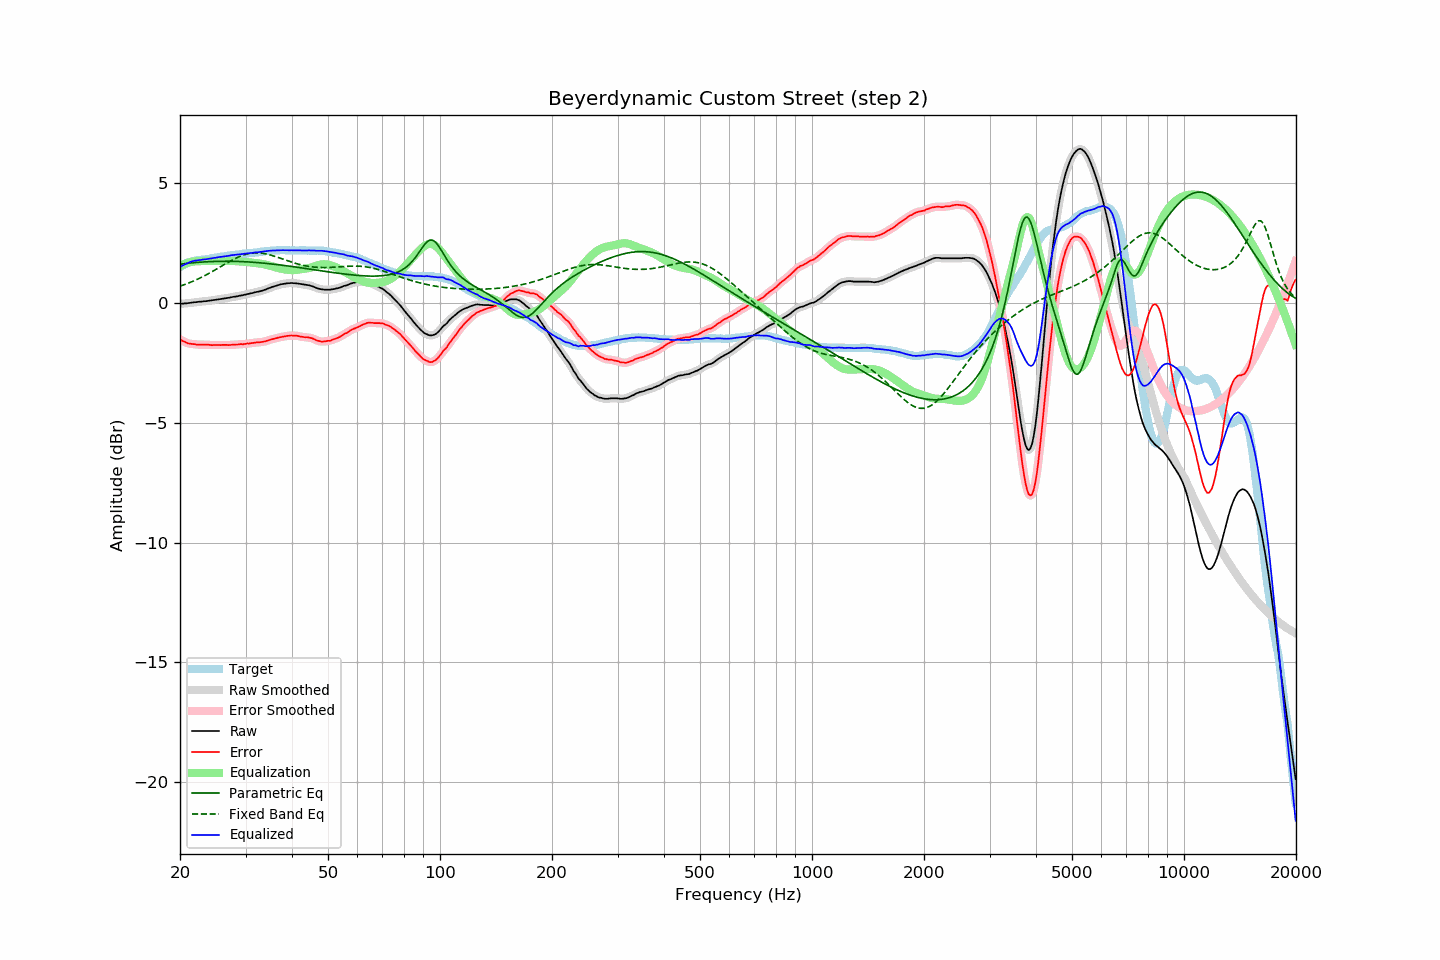 Beyerdynamic Custom Street (step 2)
Amplitude (dBr)
5
0
−5
−10
−15
−20
Target
Raw Smoothed
Error Smoothed
Raw
Error
Equalization
Parametric Eq
Fixed Band Eq
Equalized
20 50 100 200 500 1000 2000 5000 10000 20000
Frequency (Hz)